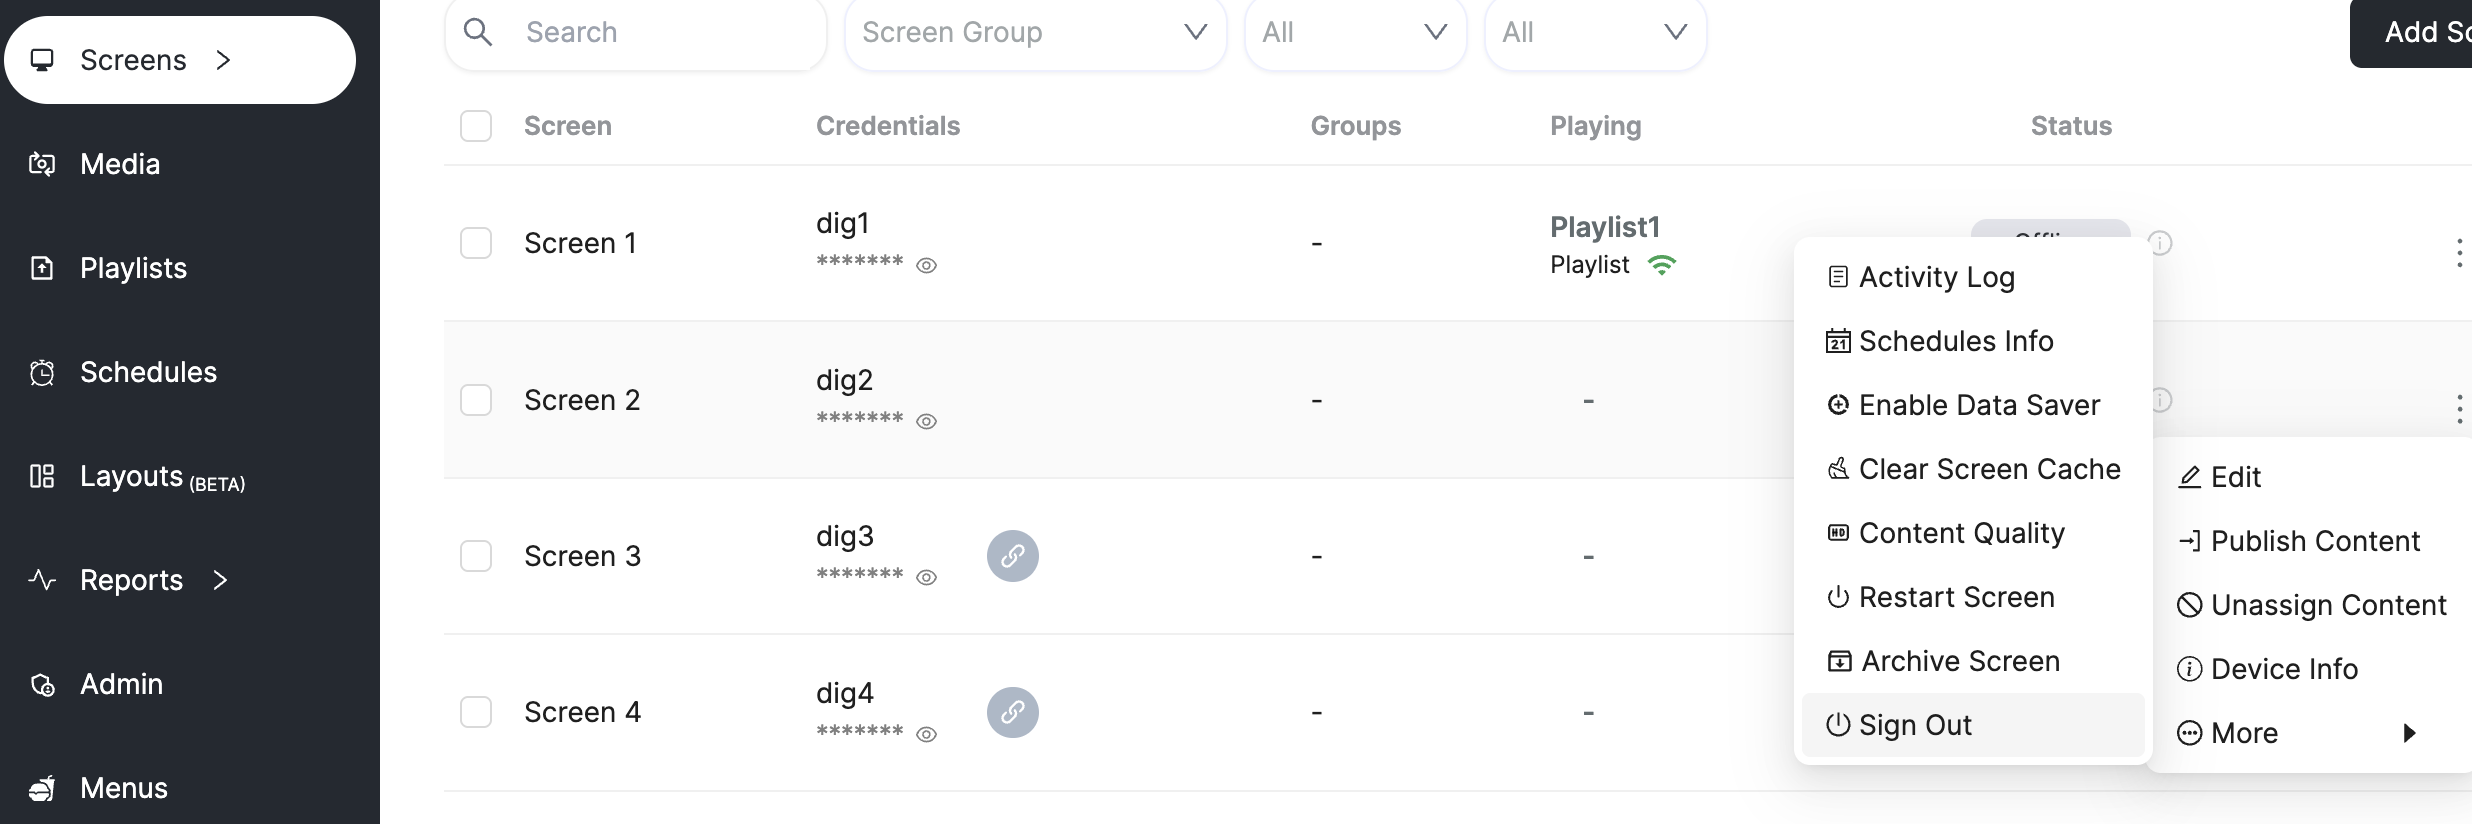 Screens
Media
Playlists
Schedules
Layouts (BETA)
Reports
Admin
Menus
Search
Screen Group
All
All
Screen
Credentials
Groups
Playing
Status
Screen 1
dig1
*******
-
Playlist1
Playlist
Screen 2
dig2
*******
-
-
Screen 3
dig3
*******
-
-
Screen 4
dig4
*******
-
-
Activity Log
21 Schedules Info
Enable Data Saver
Clear Screen Cache
HD Content Quality
Restart Screen
Archive Screen
Sign Out
Edit
Publish Content
Unassign Content
Device Info
More
Add